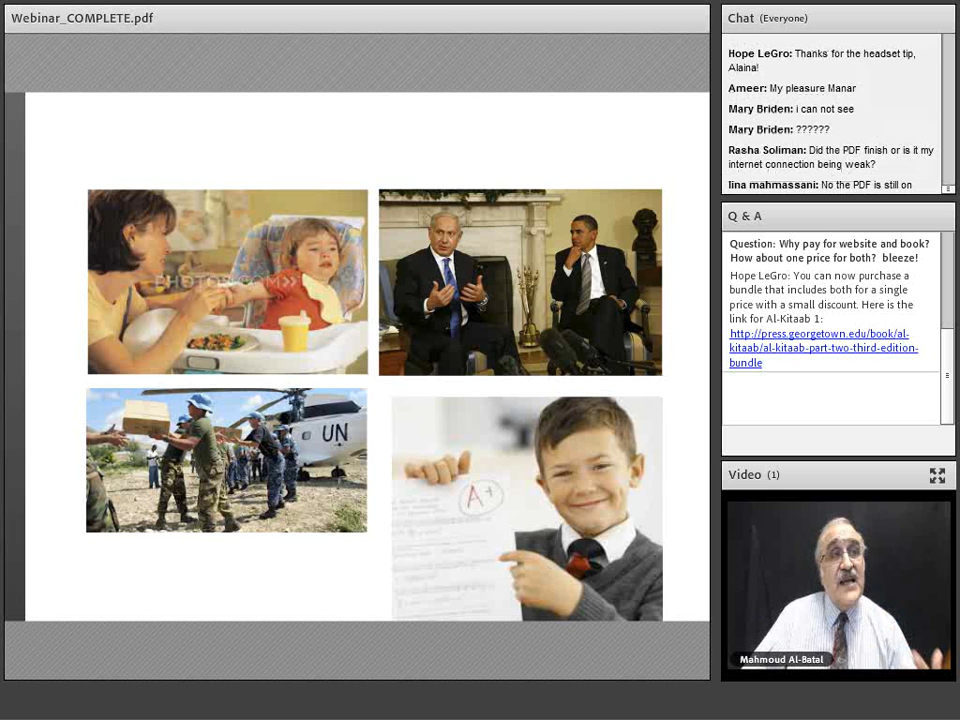 Webinar_COMPLETE.pdf
PHOTON.COM»
UN
A+
Chat (Everyone)
Hope LeGro: Thanks for the headset tip,
Alaina!
Ameer: My pleasure Manar
Mary Briden: i can not see
Mary Briden: ??????
Rasha Soliman: Did the PDF finish or is it my
internet connection being weak?
lina mahmassani: No the PDF is still on
Q & A
Question: Why pay for website and book?
How about one price for both? bleeze!
Hope LeGro: You can now purchase a
bundle that includes both for a single
price with a small discount. Here is the
link for Al-Kitaab 1:
http://press.georgetown.edu/book/al-
kitaab/al-kitaab-part-two-third-edition-
bundle
Video (1)
Mahmoud Al-Batal